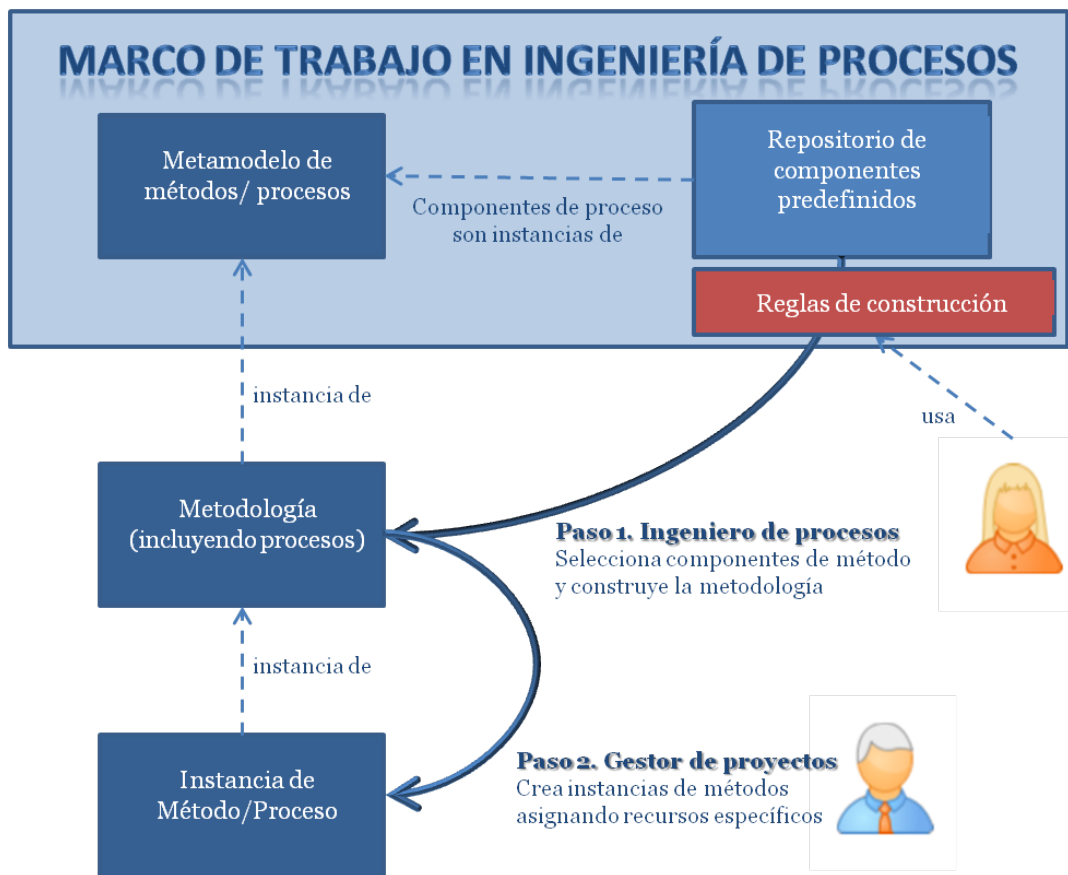 MARCO DE TRABAJO EN INGENIERÍA DE PROCESOS
Metamodelo de
métodos/ procesos
Repositorio de
componentes
predefinidos
Componentes de proceso
son instancias de
Reglas de construcción
instancia de
usa
Metodología
(incluyendo procesos)
Paso 1. Ingeniero de procesos
Selecciona componentes de método
y construye la metodología
instancia de
Paso 2. Gestor de proyectos
Crea instancias de métodos
asignando recursos específicos
Instancia de
Método/Proceso